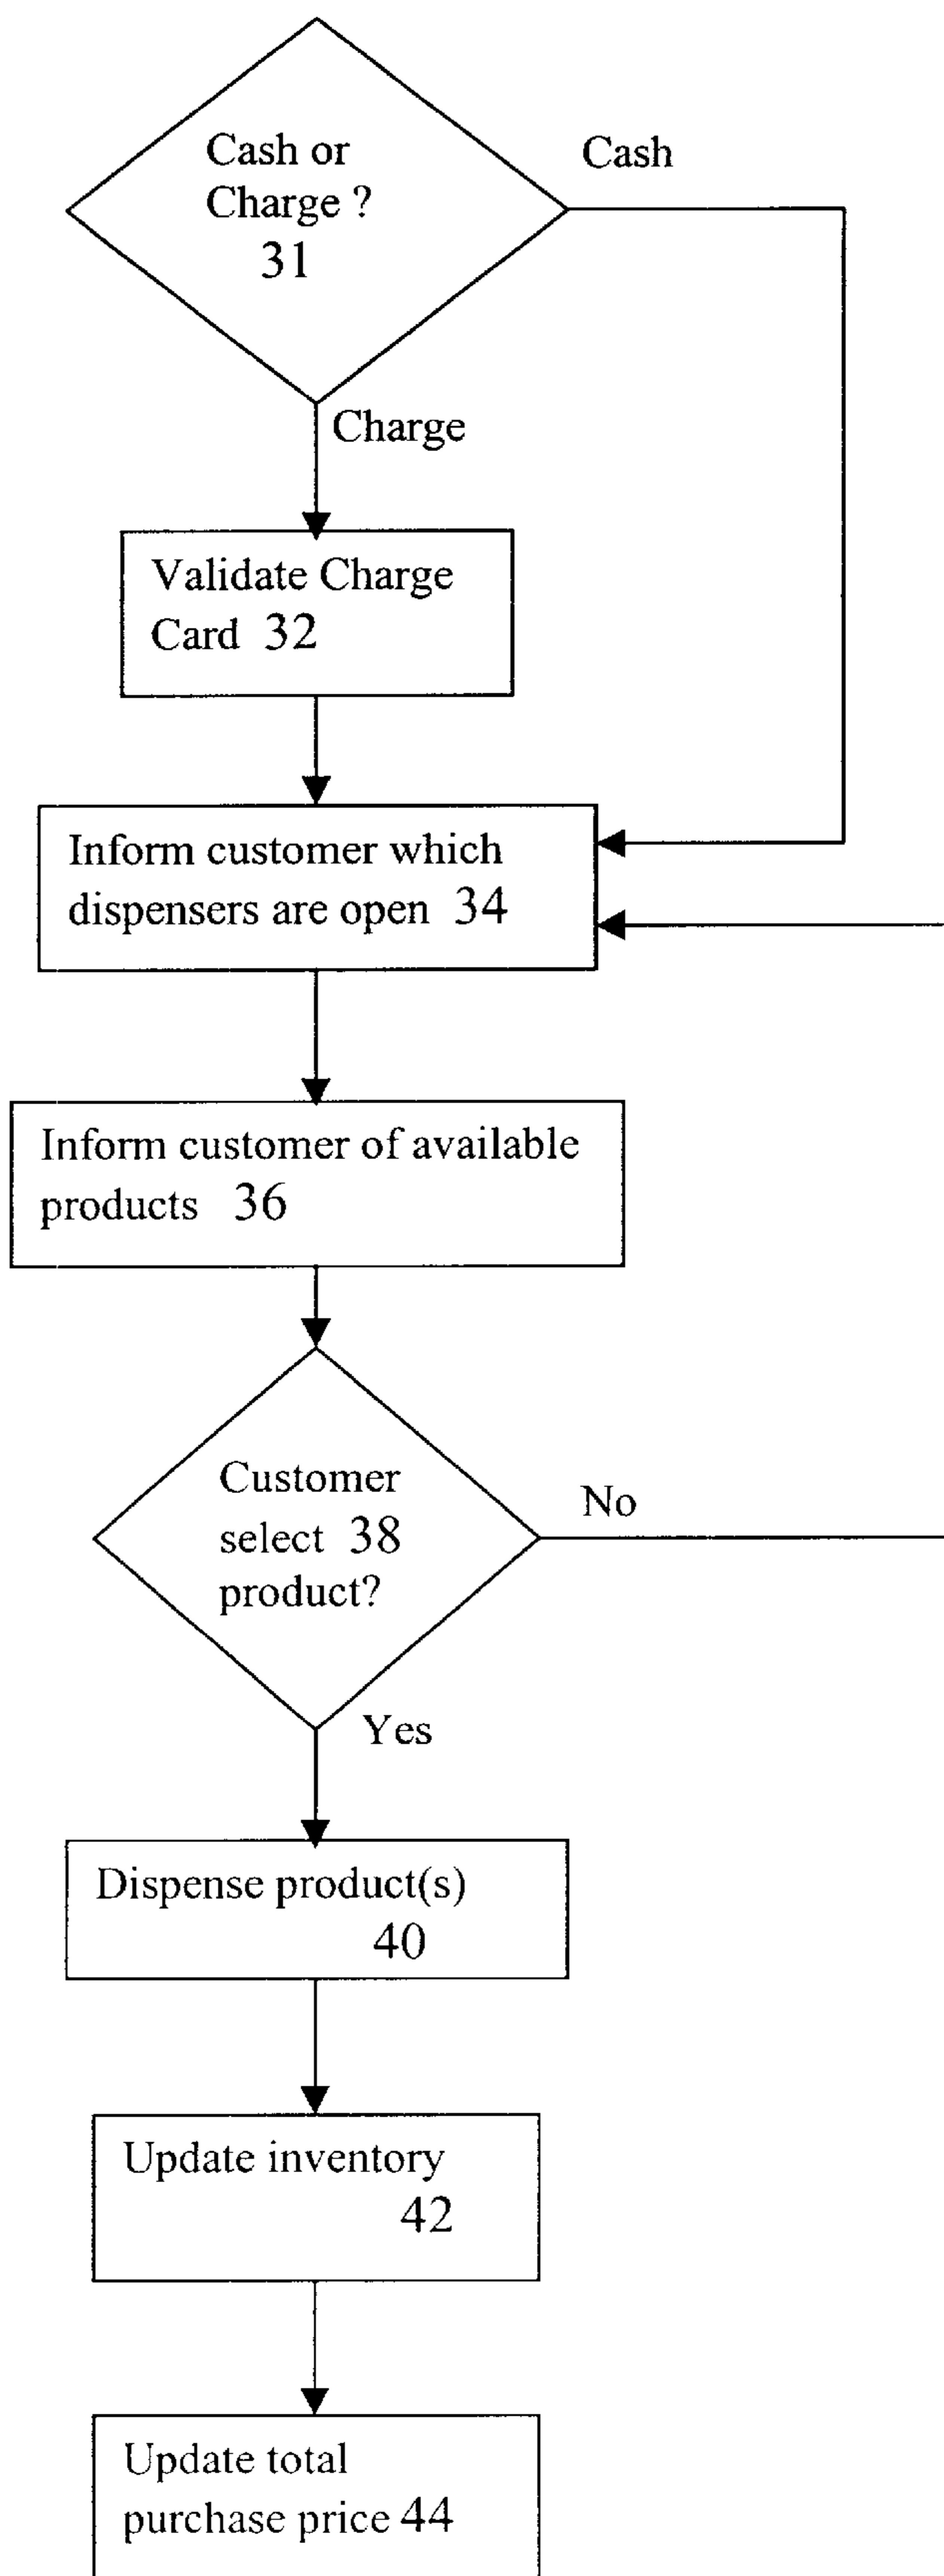 Cash or
Charge ?
31
Cash
Charge
Validate Charge
Card 32
Inform customer which
dispensers are open 34
Inform customer of available
products 36
Customer
select 38
product?
No
Yes
Dispense product(s)
40
Update inventory
42
Update total
purchase price 44